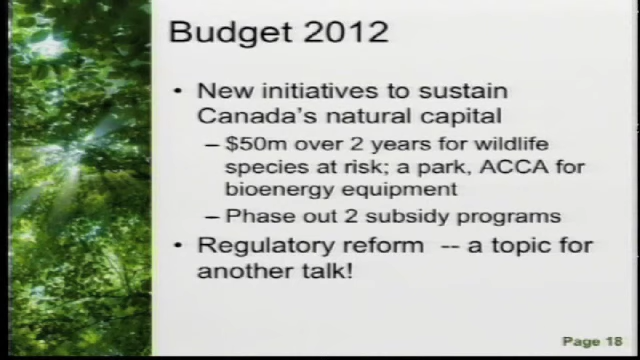 Budget 2012
• New initiatives to sustain
Canada's natural capital
– $50m over 2 years for wildlife
species at risk; a park, ACCA for
bioenergy equipment
– Phase out 2 subsidy programs
• Regulatory reform -- a topic for
another talk!
Page 18